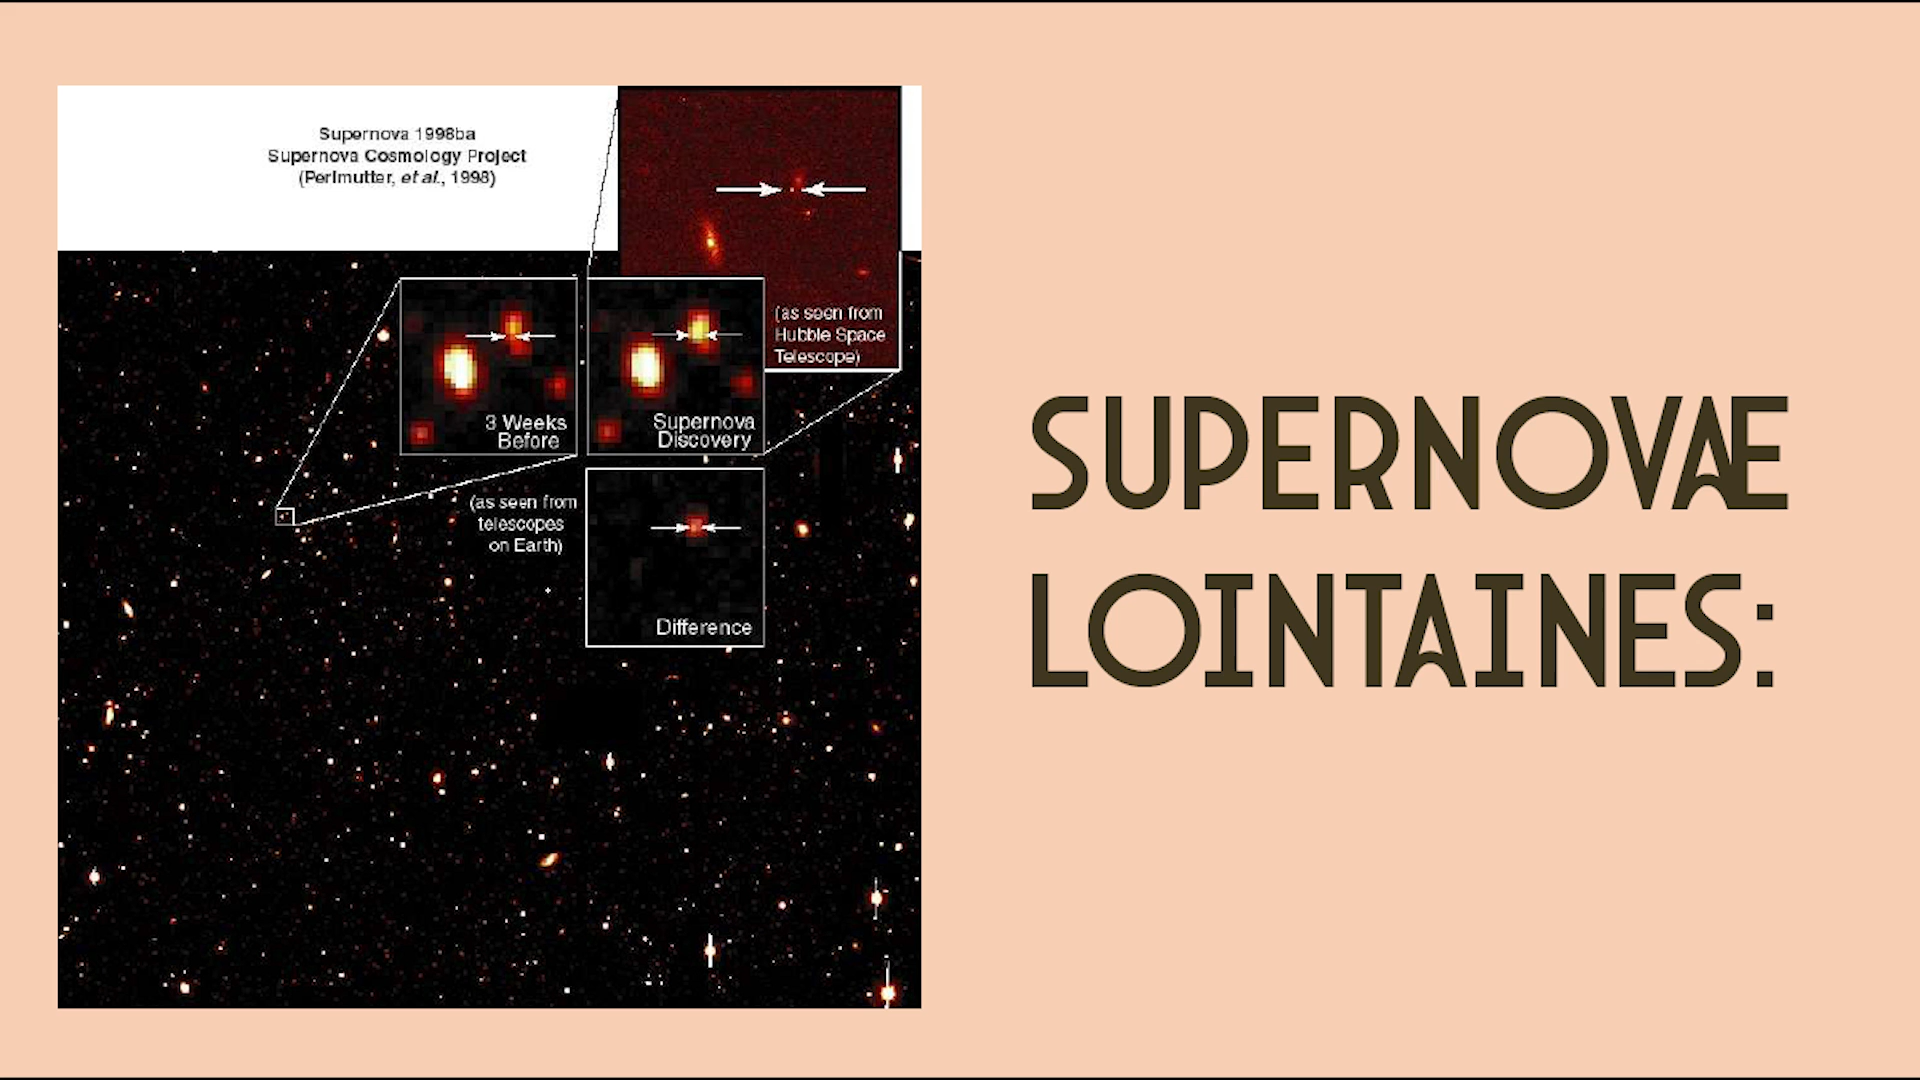 Supernova 1998ba
Supernova Cosmology Project
(Perlmutter, et al., 1998)
(as seen from
Hubble Space
Telescope)
3 Weeks
Before
Supernova
Discovery
(as seen from
telescopes
on Earth)
Difference
SUPERNOVÆ
LOINTAINES: